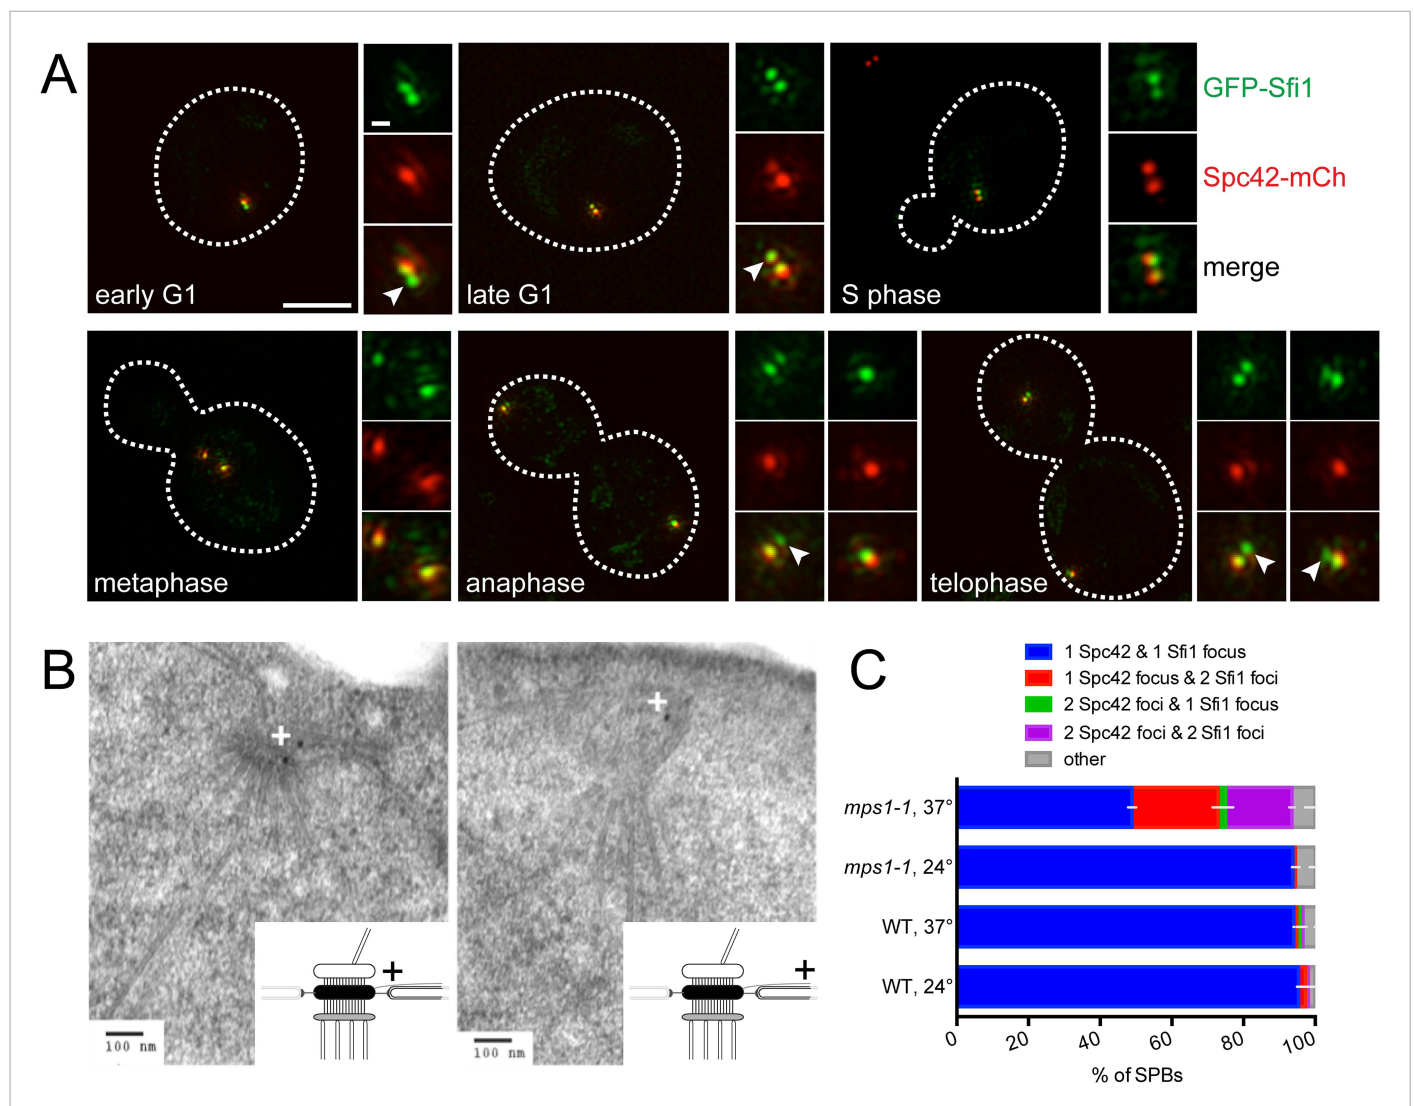 A
early G1
late G1
S phase
GFP-Sfi1
Spc42-mCh
merge
metaphase
anaphase
telophase
B
100 nm
100 nm
C
1 Spc42 & 1 Sfi1 focus
1 Spc42 focus & 2 Sfi1 foci
2 Spc42 foci & 1 Sfi1 focus
2 Spc42 foci & 2 Sfi1 foci
other
mps1-1, 37°
mps1-1, 24°
WT, 37°
WT, 24°
0 20 40 60 80 100
% of SPBs